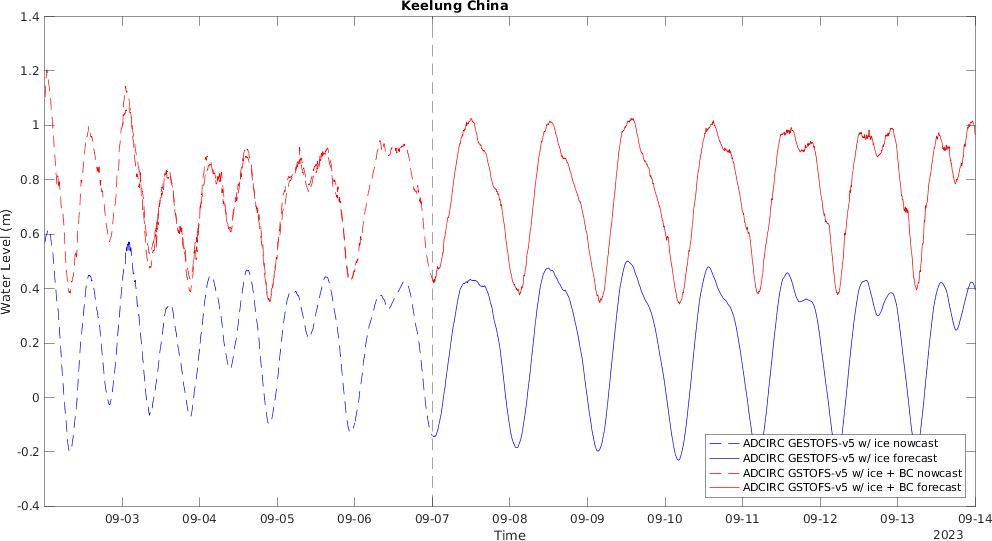 Keelung China
1.4
1.2
1
0.8
0.6
0.4
0.2
0
-0.2
-0.4
Water Level (m)
ADCIRC GESTOFS-v5 w/ ice nowcast
ADCIRC GESTOFS-v5 w/ ice forecast
ADCIRC GSTOFS-v5 w/ ice + BC nowcast
ADCIRC GSTOFS-v5 w/ ice + BC forecast
09-03 09-04 09-05 09-06 09-07 09-08 09-09 09-10 09-11 09-12 09-13 09-14
Time
2023